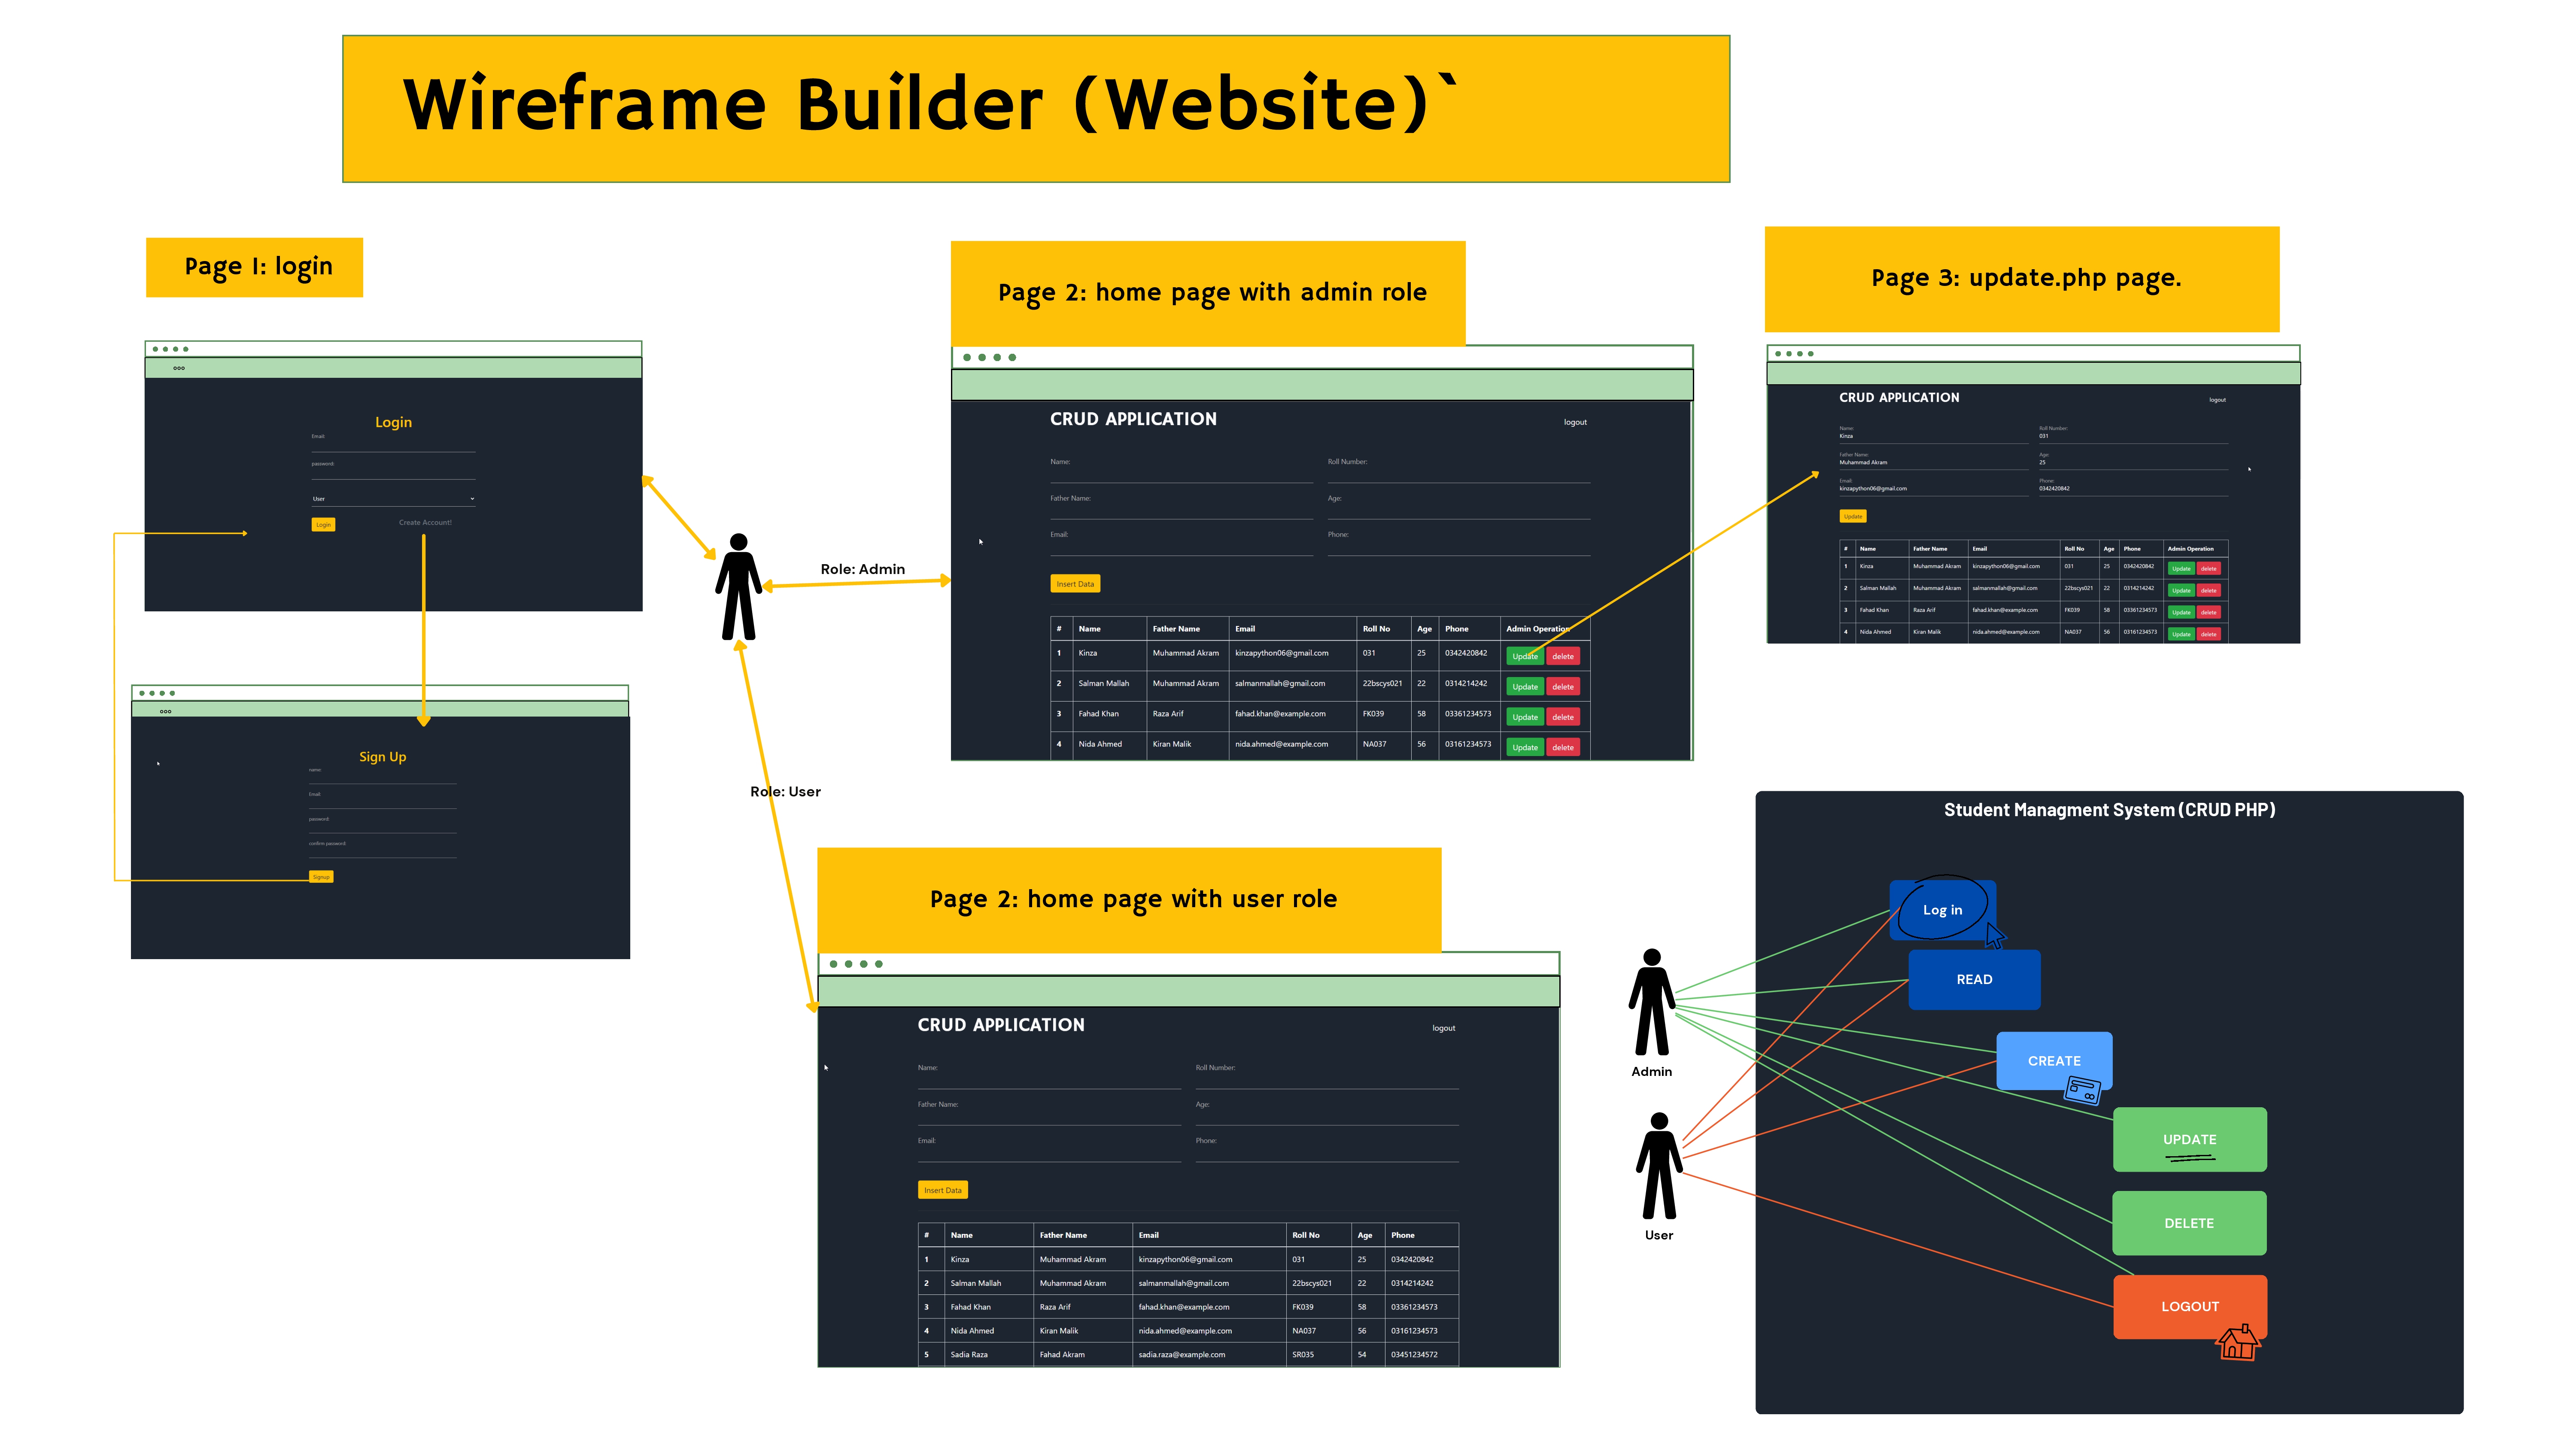 Wireframe Builder (Website)`
Page 1: login
Page 2: home page with admin role
Page 3: update.php page.
Login
Email:
password:
User
Login
Create Account!
Sign Up
name:
Email:
password:
confirm password:
Signup
Role: Admin
Role: User
CRUD APPLICATION
logout
Name:
Roll Number:
Father Name:
Age:
Email:
Phone:
Insert Data
# Name Father Name Email Roll No Age Phone Admin Operation
1 Kinza Muhammad Akram kinzapython06@gmail.com 031 25 0342420842 Update delete
2 Salman Mallah Muhammad Akram salmanmallah@gmail.com 22bscys021 22 0314214242 Update delete
3 Fahad Khan Raza Arif fahad.khan@example.com FK039 58 03361234573 Update delete
4 Nida Ahmed Kiran Malik nida.ahmed@example.com NA037 56 03161234573 Update delete
CRUD APPLICATION
logout
Name:
Kinza
Roll Number:
031
Father Name:
Muhammad Akram
Age:
25
Email:
kinzapython06@gmail.com
Phone:
0342420842
Update
# Name Father Name Email Roll No Age Phone Admin Operation
1 Kinza Muhammad Akram kinzapython06@gmail.com 031 25 0342420842 Update delete
2 Salman Mallah Muhammad Akram salmanmallah@gmail.com 22bscys021 22 0314214242 Update delete
3 Fahad Khan Raza Arif fahad.khan@example.com FK039 58 03361234573 Update delete
4 Nida Ahmed Kiran Malik nida.ahmed@example.com NA037 56 03161234573 Update delete
Page 2: home page with user role
CRUD APPLICATION
logout
Name:
Roll Number:
Father Name:
Age:
Email:
Phone:
Insert Data
# Name Father Name Email Roll No Age Phone
1 Kinza Muhammad Akram kinzapython06@gmail.com 031 25 0342420842
2 Salman Mallah Muhammad Akram salmanmallah@gmail.com 22bscys021 22 0314214242
3 Fahad Khan Raza Arif fahad.khan@example.com FK039 58 03361234573
4 Nida Ahmed Kiran Malik nida.ahmed@example.com NA037 56 03161234573
5 Sadia Raza Fahad Akram sadia.raza@example.com SR035 54 03451234572
Student Managment System (CRUD PHP)
Log in
READ
CREATE
UPDATE
DELETE
LOGOUT
Admin
User